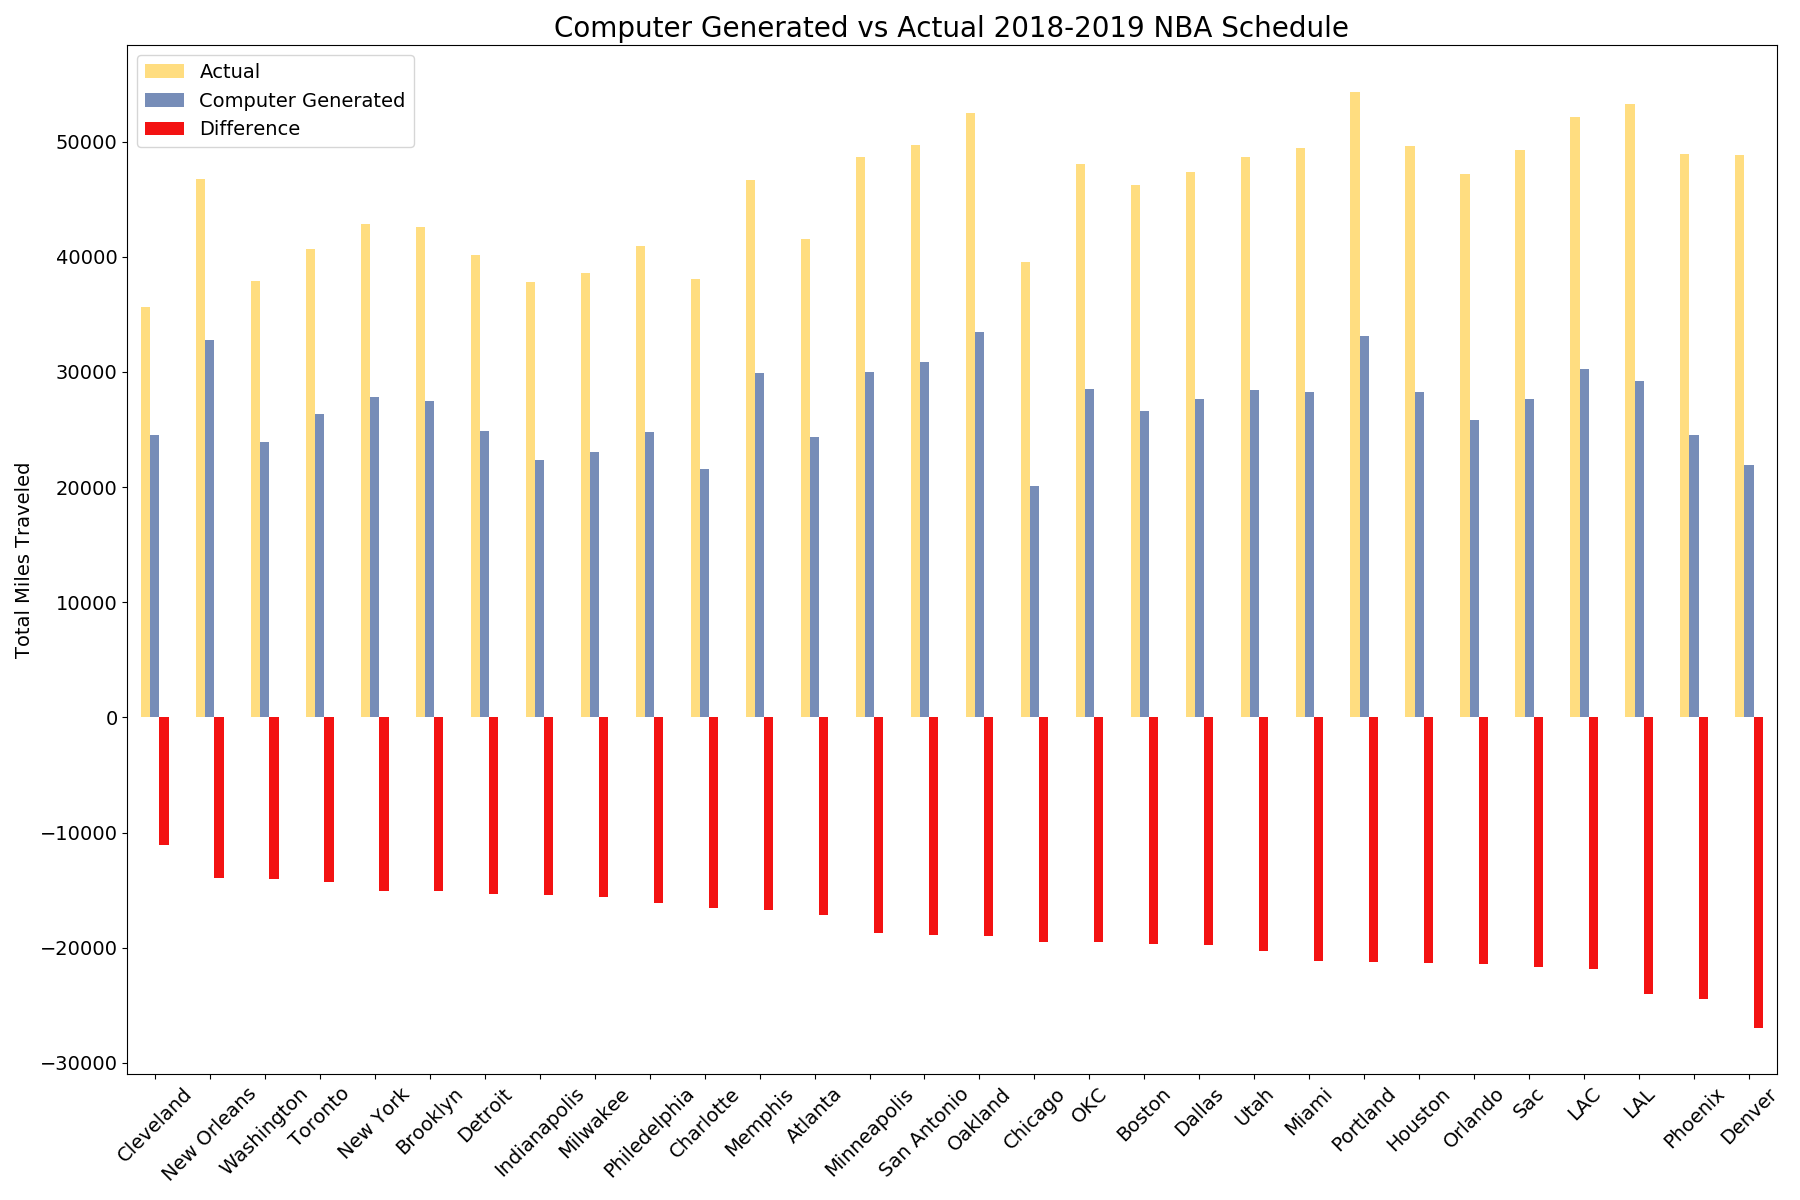 Computer Generated vs Actual 2018-2019 NBA Schedule
Actual
Computer Generated
Difference
Total Miles Traveled
50000
40000
30000
20000
10000
0
−10000
−20000
−30000
Cleveland
New Orleans
Washington
Toronto
New York
Brooklyn
Detroit
Indianapolis
Milwakee
Philedelphia
Charlotte
Memphis
Atlanta
Minneapolis
San Antonio
Oakland
Chicago
OKC
Boston
Dallas
Utah
Miami
Portland
Houston
Orlando
Sac
LAC
LAL
Phoenix
Denver